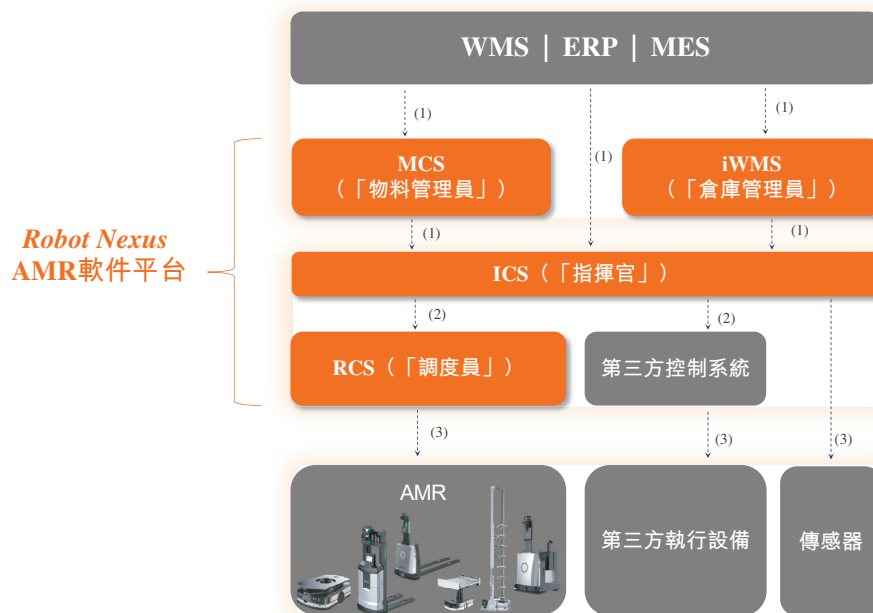 WMS | ERP | MES
(1)
(1)
(1)
MCS
（「物料管理員」）
iWMS
（「倉庫管理員」）
(1)
(1)
Robot Nexus
AMR軟件平台
ICS（「指揮官」）
(2)
(2)
RCS（「調度員」）
第三方控制系統
(3)
(3)
(3)
AMR
第三方執行設備
傳感器